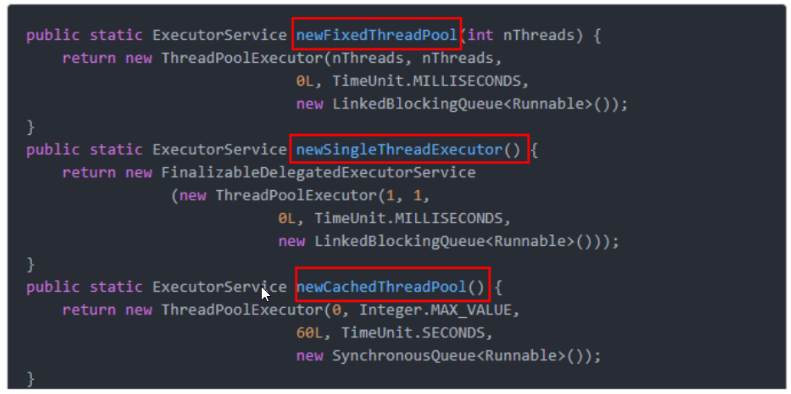 public static ExecutorService newFixedThreadPool(int nThreads) {
    return new ThreadPoolExecutor(nThreads, nThreads,
                                  0L, TimeUnit.MILLISECONDS,
                                  new LinkedBlockingQueue<Runnable>());
}
public static ExecutorService newSingleThreadExecutor() {
    return new FinalizableDelegatedExecutorService
                (new ThreadPoolExecutor(1, 1,
                                0L, TimeUnit.MILLISECONDS,
                                new LinkedBlockingQueue<Runnable>()));
}
public static ExecutorService newCachedThreadPool() {
    return new ThreadPoolExecutor(0, Integer.MAX_VALUE,
                                  60L, TimeUnit.SECONDS,
                                  new SynchronousQueue<Runnable>());
}